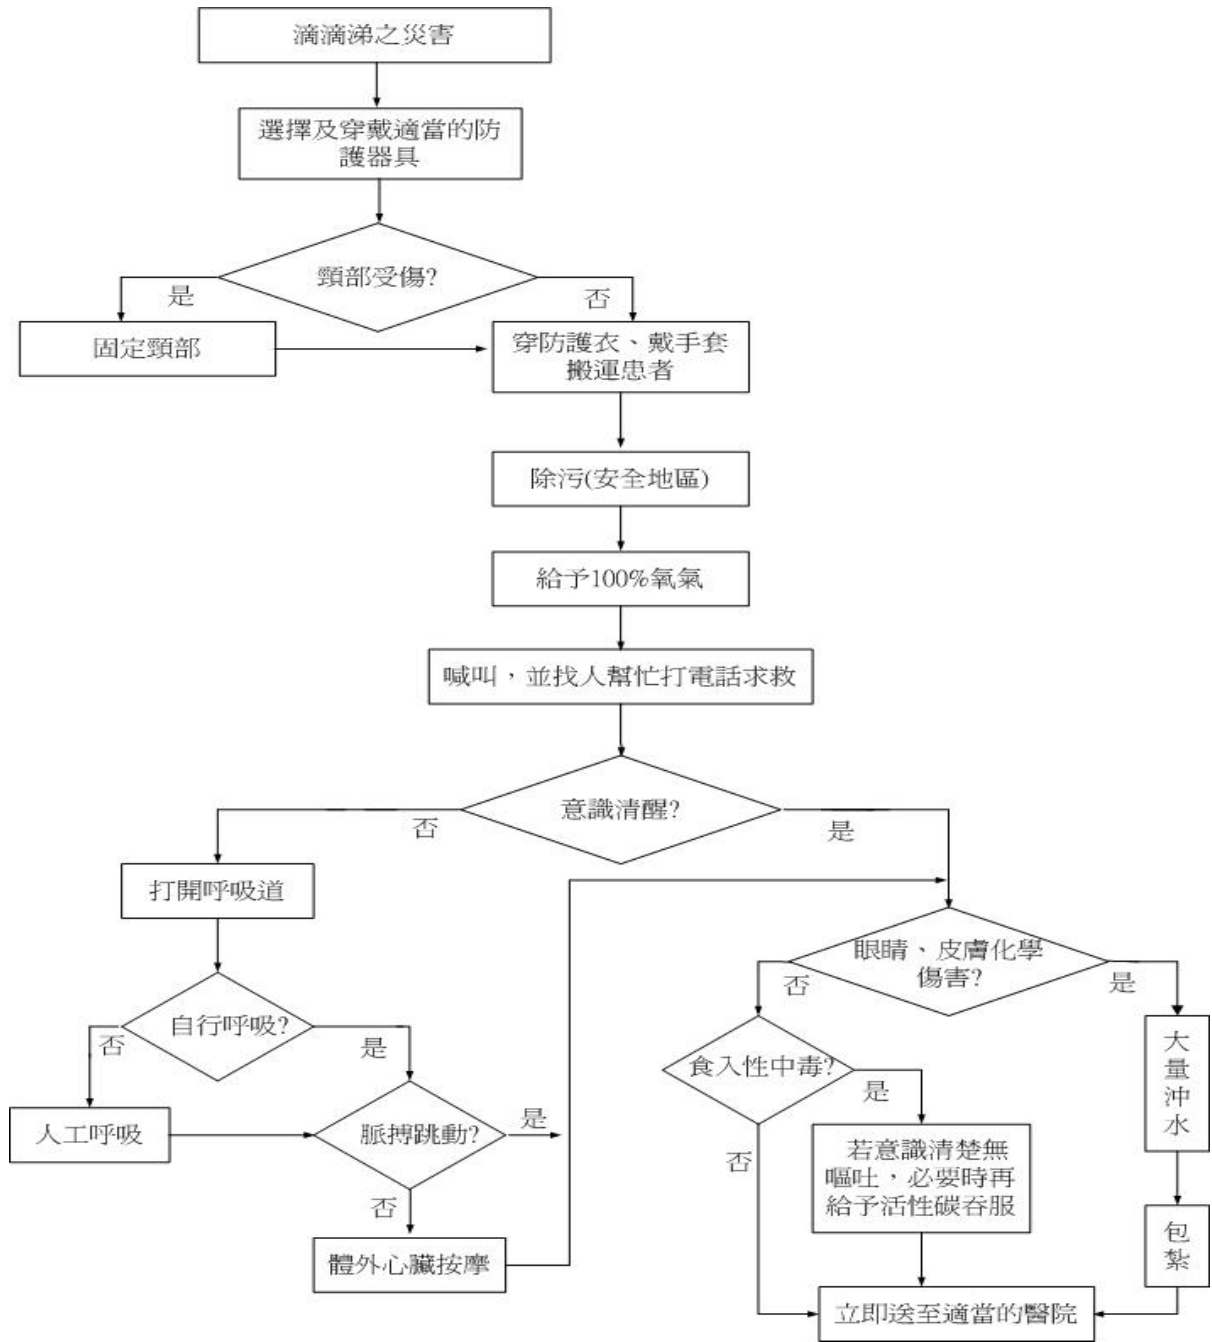 滴滴涕之災害
選擇及穿戴適當的防
護器具
頸部受傷?
是
否
固定頸部
穿防護衣、戴手套
搬運患者
除污(安全地區)
給予100%氧氣
喊叫，並找人幫忙打電話求救
意識清醒?
否
是
打開呼吸道
眼睛、皮膚化學
傷害?
否
是
自行呼吸?
否
是
食入性中毒?
是
否
大
量
沖
水
人工呼吸
脈搏跳動?
是
否
若意識清楚無
嘔吐，必要時再
給予活性碳吞服
體外心臟按摩
包
紮
立即送至適當的醫院